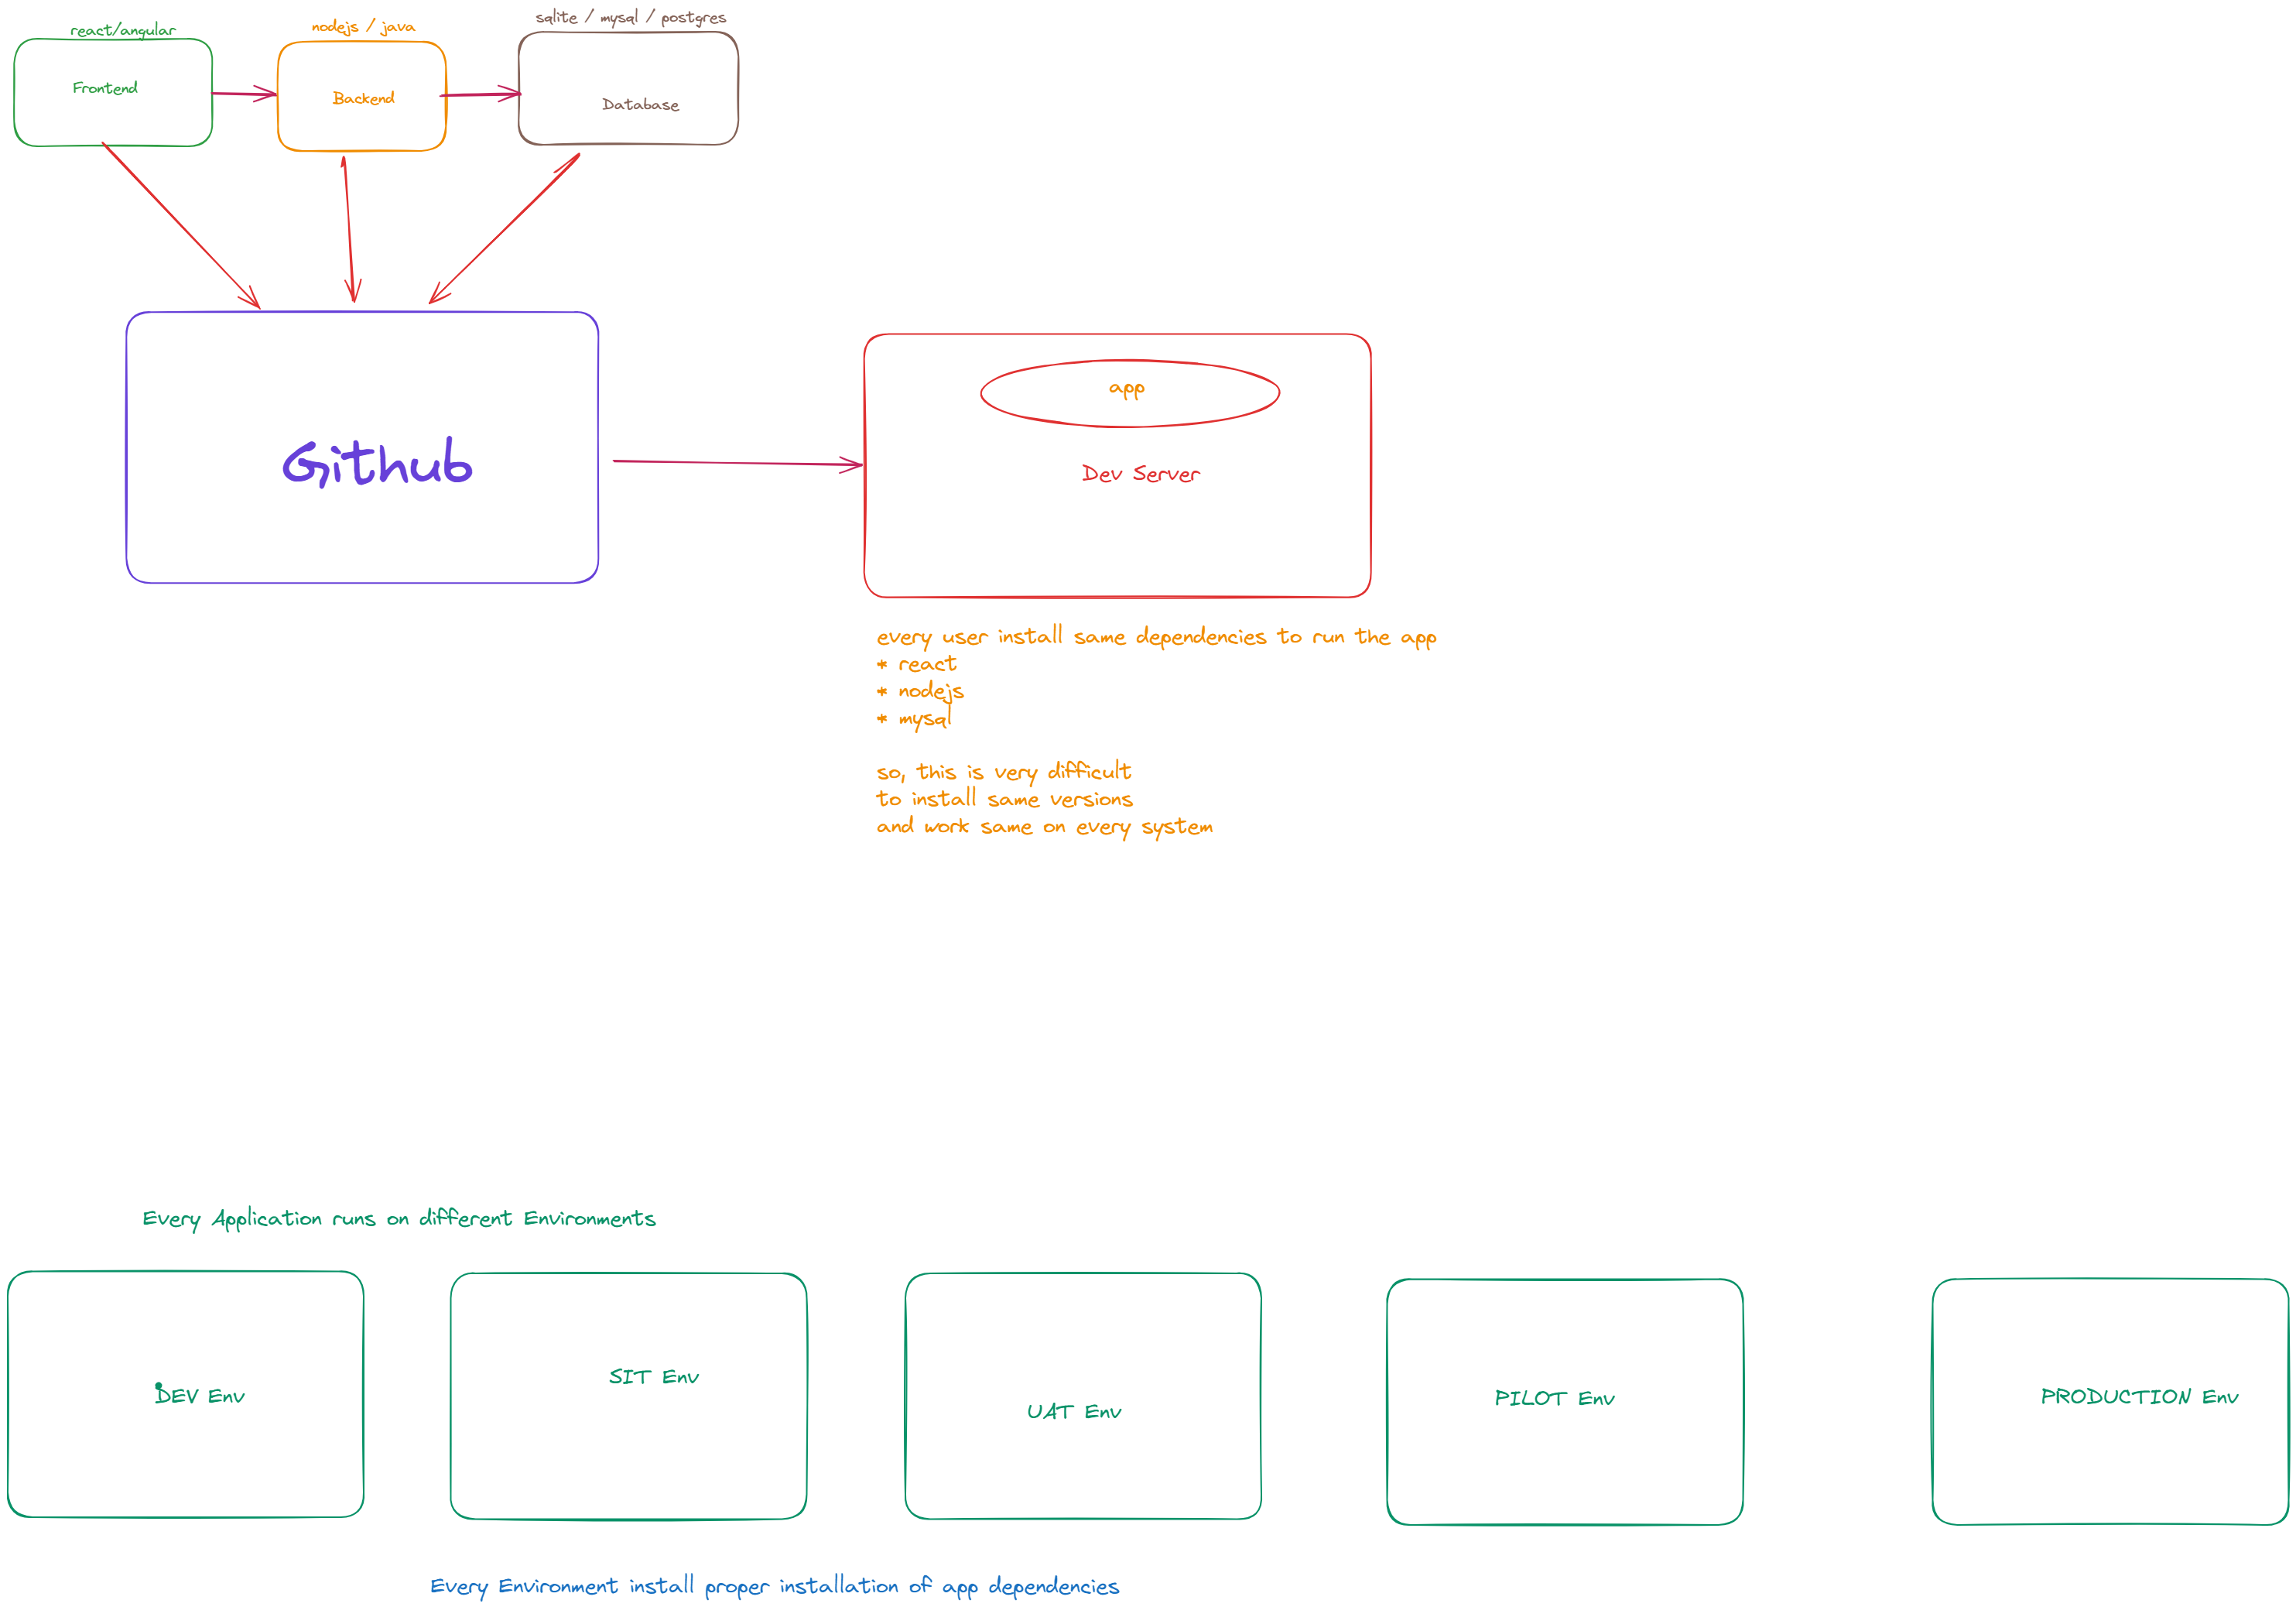 react/angular
nodejs / java
sqlite / mysql / postgres
Frontend
Backend
Database
Github
app
Dev Server
every user install same dependencies to run the app
* react
* nodejs
* mysql
so, this is very difficult
to install same versions
and work same on every system
Every Application runs on different Environments
DEV Env
SIT Env
UAT Env
PILOT Env
PRODUCTION Env
Every Environment install proper installation of app dependencies